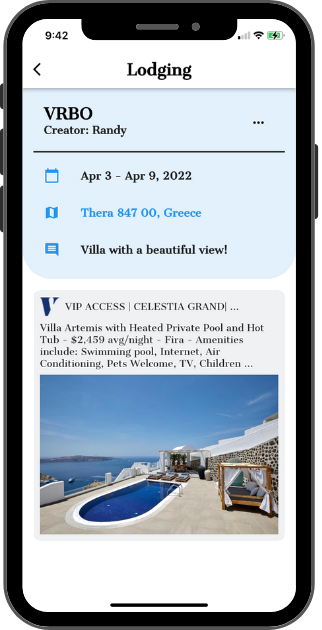 9:42
Lodging
VRBO
Creator: Randy
...
Apr 3 - Apr 9, 2022
Thera 847 00, Greece
Villa with a beautiful view!
V VIP ACCESS | CELESTIA GRAND| ...
Villa Artemis with Heated Private Pool and Hot
Tub - $2,459 avg/night - Fira - Amenities
include: Swimming pool, Internet, Air
Conditioning, Pets Welcome, TV, Children ...